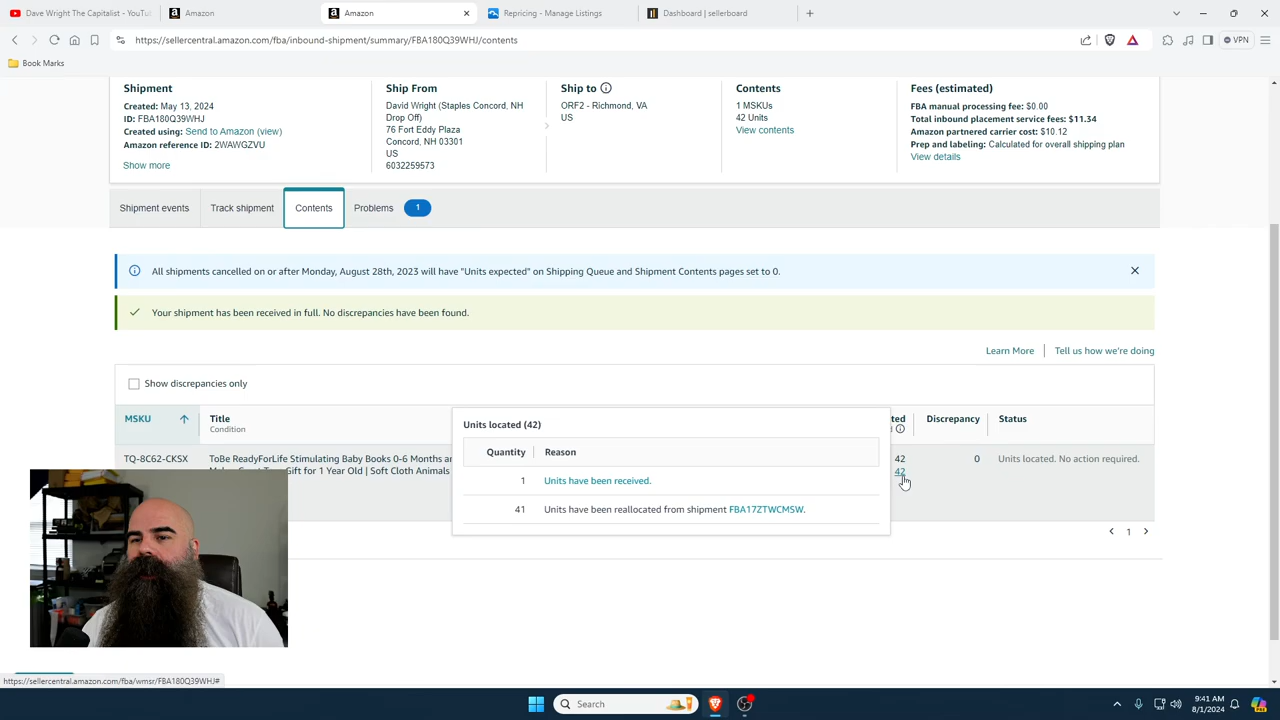 Dave Wright The Capitalist - YouTu
Amazon
Amazon
Repricing - Manage Listings
Dashboard | sellerboard
https://sellercentral.amazon.com/fba/inbound-shipment/summary/FBA180Q39WHJ/contents
VPN
Book Marks
Shipment
Created: May 13, 2024
ID: FBA180Q39WHJ
Created using: Send to Amazon (view)
Amazon reference ID: 2WAWGZVU
Show more
Ship From
David Wright (Staples Concord, NH
Drop Off)
76 Fort Eddy Plaza
Concord, NH 03301
US
6032259573
Ship to
ORF2 - Richmond, VA
US
Contents
1 MSKUs
42 Units
View contents
Fees (estimated)
FBA manual processing fee: $0.00
Total inbound placement service fees: $11.34
Amazon partnered carrier cost: $10.12
Prep and labeling: Calculated for overall shipping plan
View details
Shipment events
Track shipment
Contents
Problems 1
All shipments cancelled on or after Monday, August 28th, 2023 will have "Units expected" on Shipping Queue and Shipment Contents pages set to 0.
Your shipment has been received in full. No discrepancies have been found.
Learn More
Tell us how we're doing
Show discrepancies only
MSKU
Title
Condition
ted
Discrepancy
Status
Units located (42)
Quantity
Reason
1 Units have been received.
41 Units have been reallocated from shipment FBA17ZTWCMSW.
TQ-8C62-CKSX
ToBe ReadyForLife Stimulating Baby Books 0-6 Months
Gift for 1 Year Old | Soft Cloth Animals
42
42
0
Units located. No action required.
1
https://sellercentral.amazon.com/fba/wmsr/FBA180Q39WHJ#
Search
9:41 AM
8/1/2024